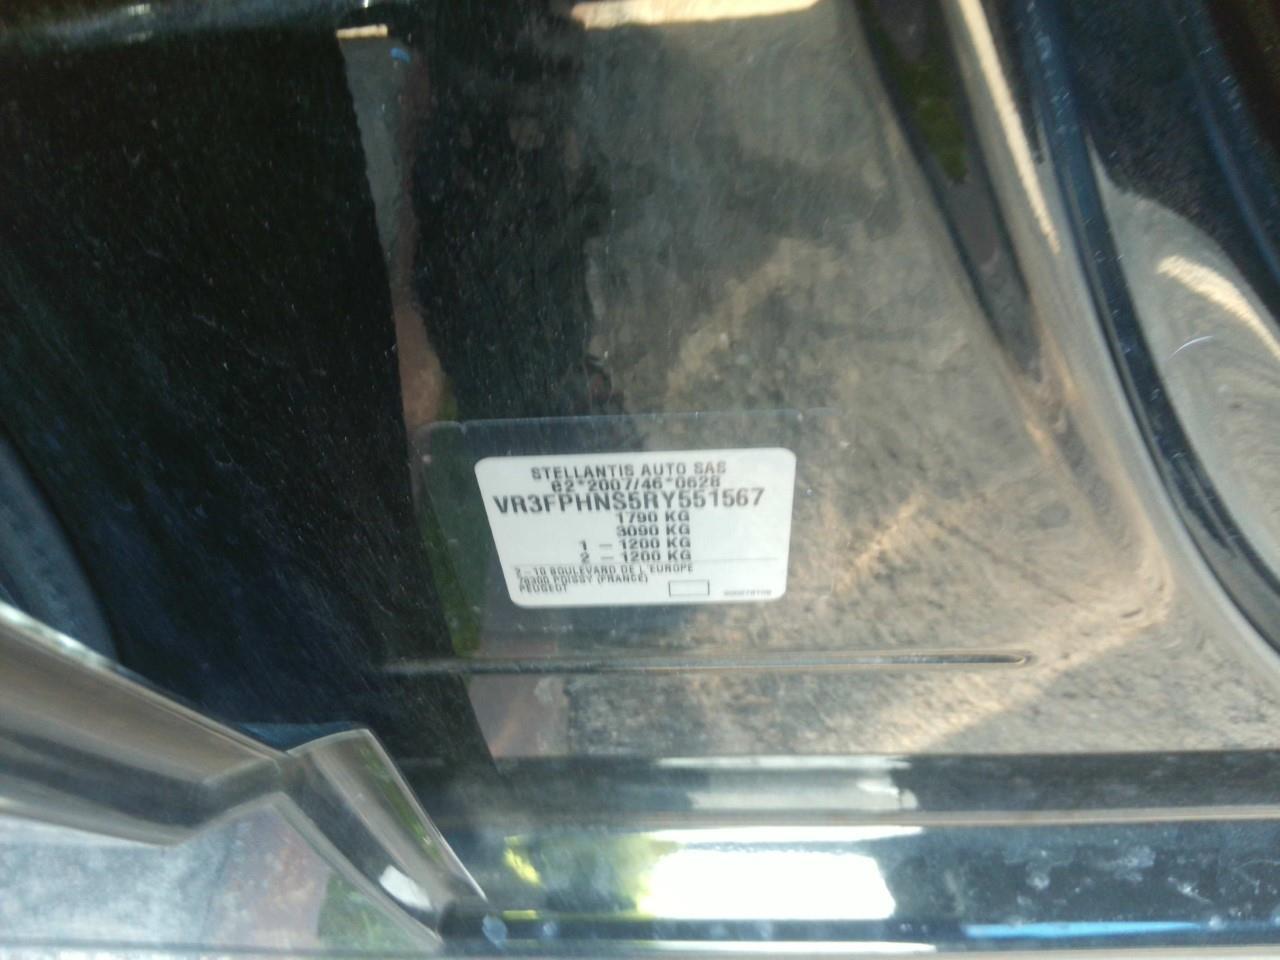 STELLANTIS AUTO SAS
e2*2007/46*0628
VR3FPHNS5RY551567
1790 KG
3090 KG
1 – 1200 KG
2 – 1200 KG
2-10 BOULEVARD DE L'EUROPE
78300 POISSY (FRANCE)
PEUGEOT